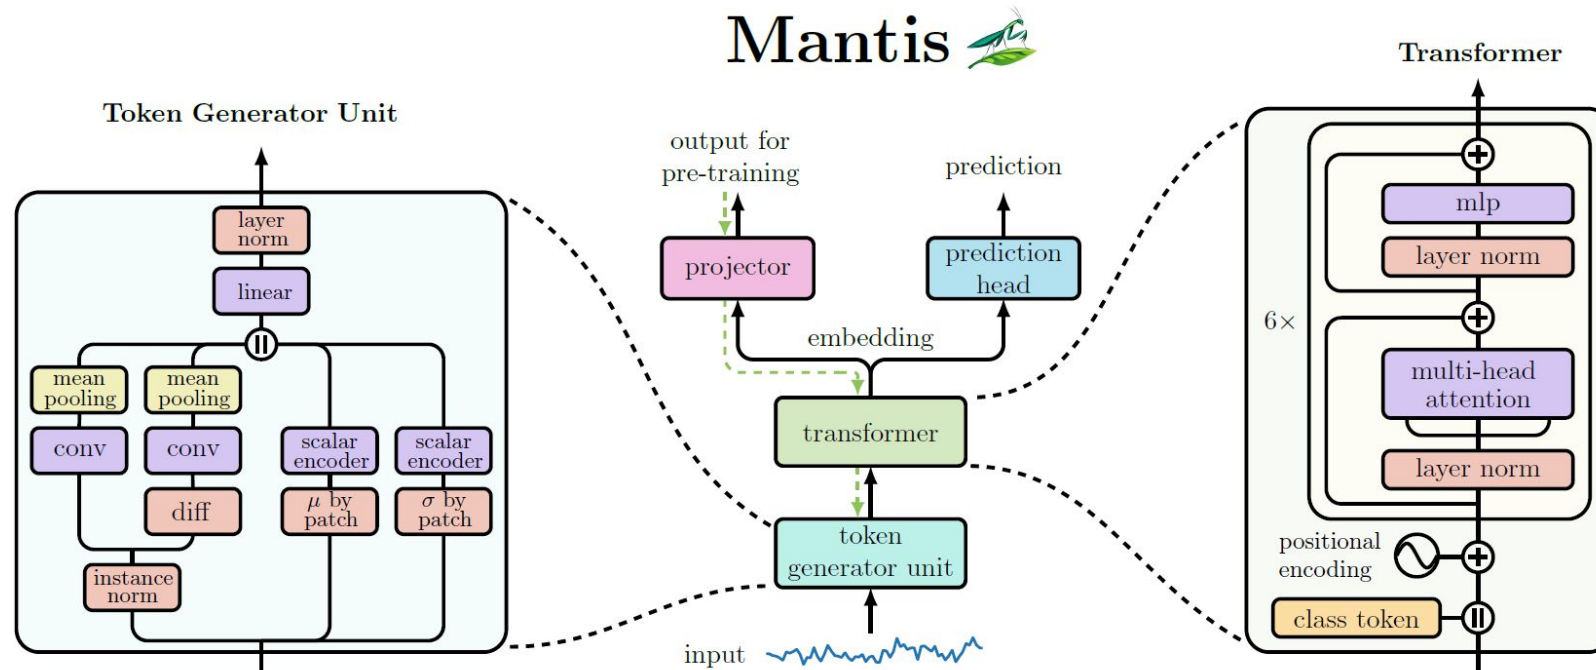 Mantis
Token Generator Unit
layer
norm
linear
mean
pooling
mean
pooling
conv
conv
scalar
encoder
scalar
encoder
diff
μ by
patch
σ by
patch
instance
norm
output for
pre-training
prediction
projector
prediction
head
embedding
transformer
token
generator unit
input
Transformer
mlp
layer norm
6×
multi-head
attention
layer norm
positional
encoding
class token